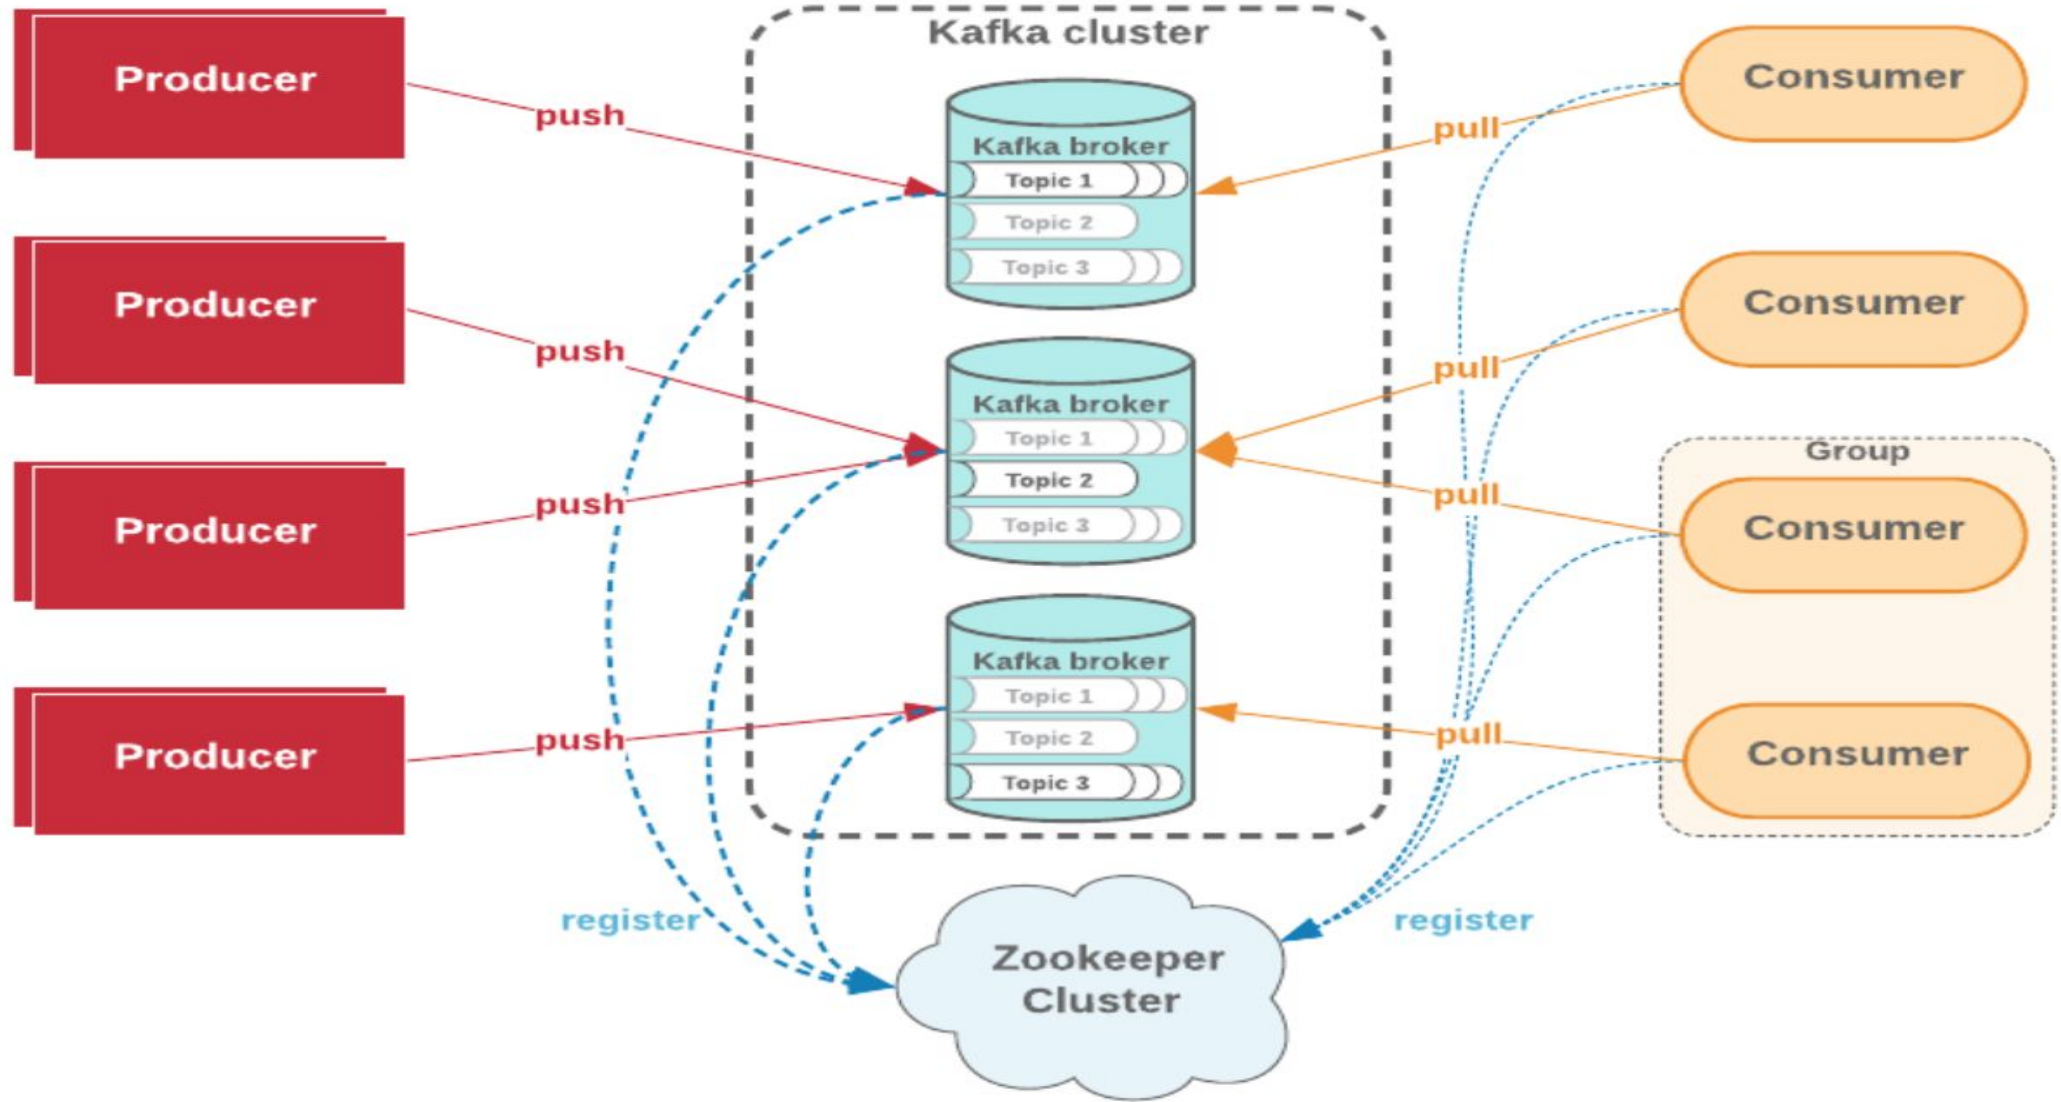 Kafka cluster
Producer
push
Kafka broker
Topic 1
Topic 2
Topic 3
pull
Consumer
Producer
push
Kafka broker
Topic 1
Topic 2
Topic 3
pull
Consumer
Group
Producer
push
pull
Consumer
Producer
push
Kafka broker
Topic 1
Topic 2
Topic 3
pull
Consumer
register
register
Zookeeper
Cluster